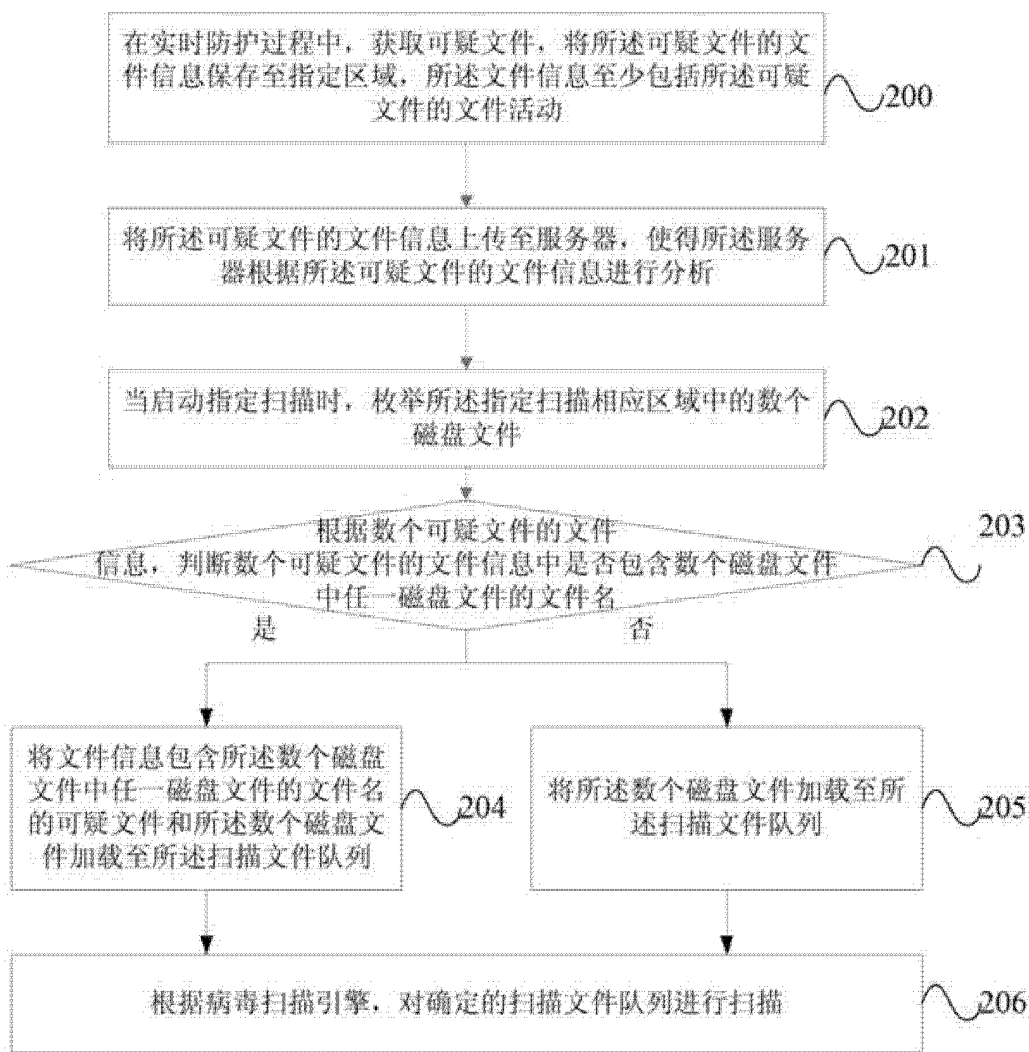 在实时防护过程中，获取可疑文件，将所述可疑文件的文
件信息保存至指定区域，所述文件信息至少包括所述可疑
文件的文件活动
200
将所述可疑文件的文件信息上传至服务器，使得所述服务
器根据所述可疑文件的文件信息进行分析
201
当启动指定扫描时，枚举所述指定扫描相应区域中的数个
磁盘文件
202
根据数个可疑文件的文件
信息，判断数个可疑文件的文件信息中是否包含数个磁盘文件
中任一磁盘文件的文件名
203
是
否
将文件信息包含所述数个磁盘
文件中任一磁盘文件的文件名
的可疑文件和所述数个磁盘文
件加载至所述扫描文件队列
204
将所述数个磁盘文件加载至所
述扫描文件队列
205
根据病毒扫描引擎，对确定的扫描文件队列进行扫描
206